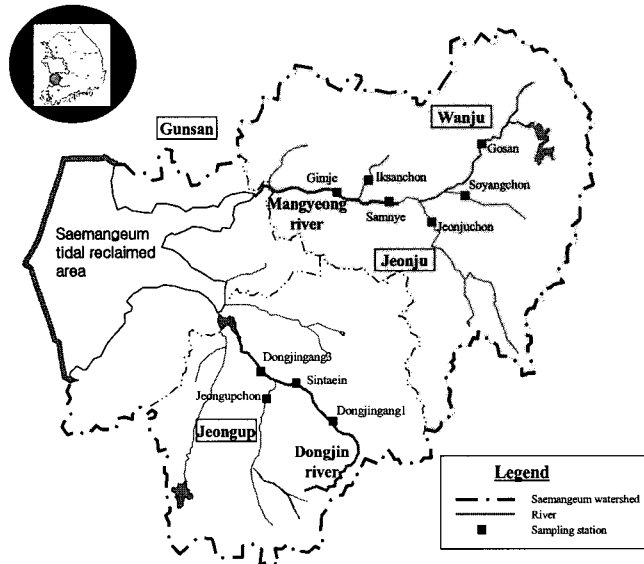 Gunsan
Wanju
Gosan
Gimje
Iksanchon
Soyangchon
Mangyeong
river
Samnye
Jeonjuchon
Saemangeum
tidal reclaimed
area
Jeonju
Dongjingang3
Sintaein
Jeongupchon
Dongjingang1
Jeongup
Dongjin
river
Legend
Saemangeum watershed
River
Sampling station